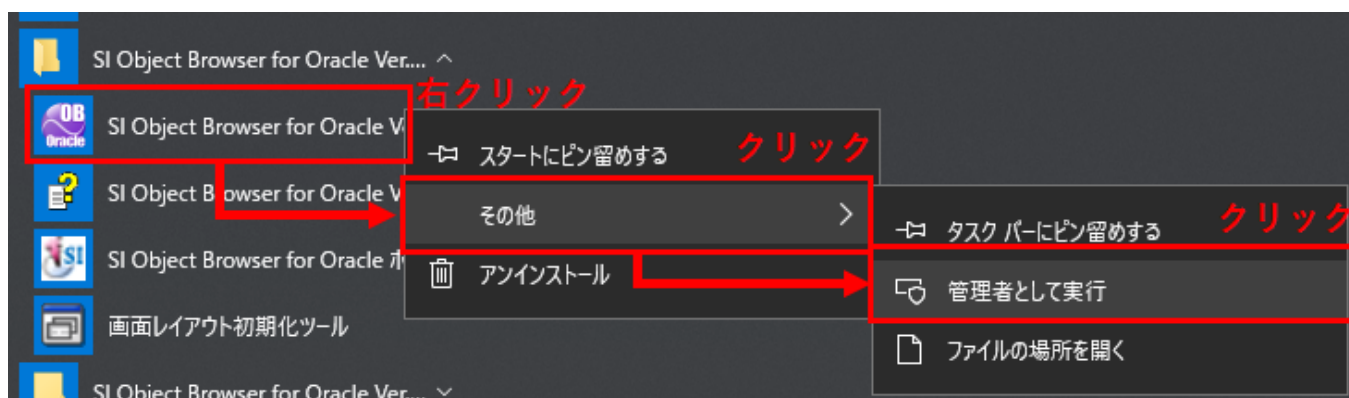 SI Object Browser for Oracle Ver....
右クリック
OB
Oracle
SI Object Browser for Oracle V
スタートにピン留めする
クリック
SI Object Browser for Oracle V
その他
タスク バーにピン留めする
クリック
SI
SI Object Browser for Oracle ホ
アンインストール
管理者として実行
画面レイアウト初期化ツール
ファイルの場所を開く
SI Object Browser for Oracle Ver....